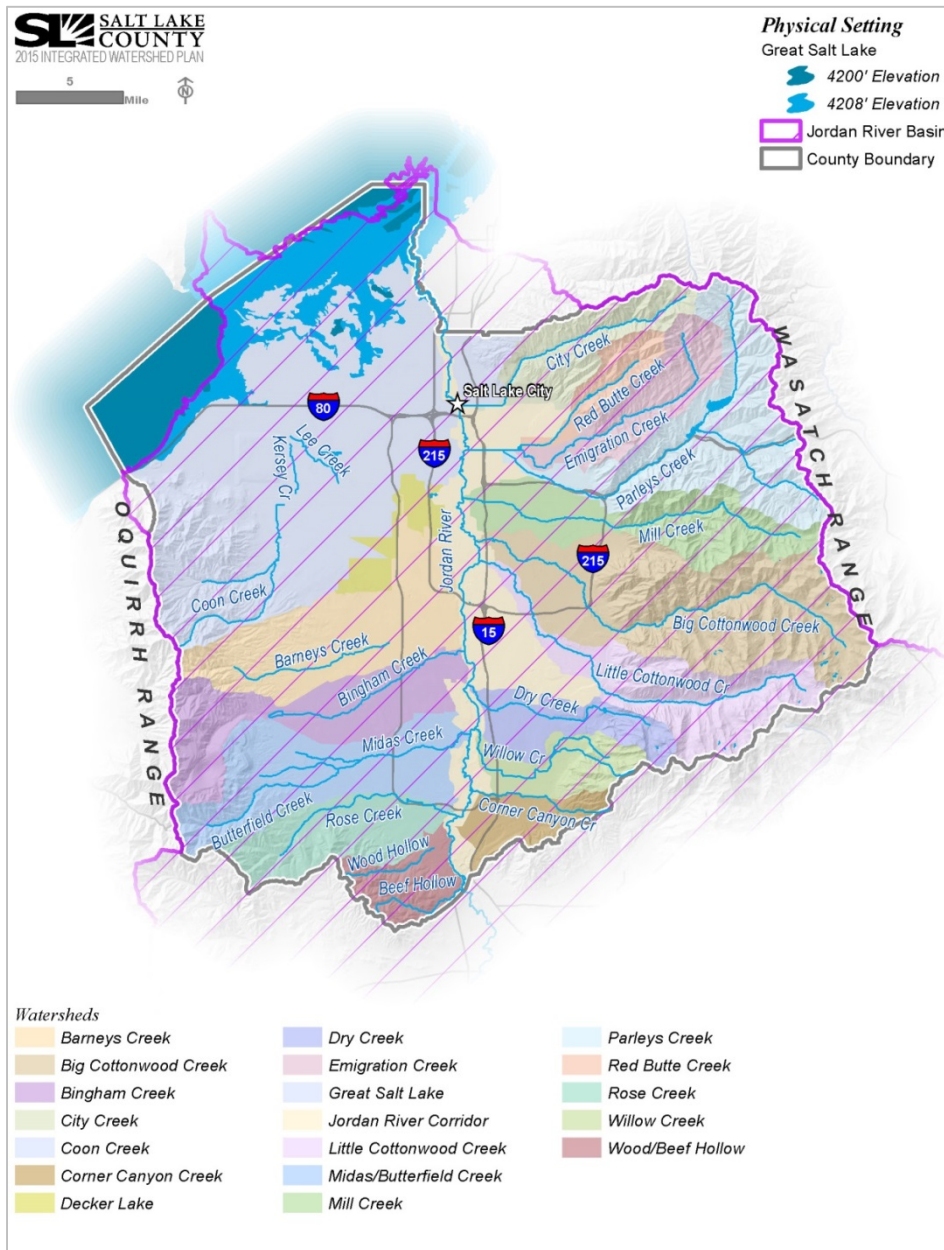 SL SALT LAKE
COUNTY
2015 INTEGRATED WATERSHED PLAN
5
Mile
N
Physical Setting
Great Salt Lake
4200' Elevation
4208' Elevation
Jordan River Basin
County Boundary
WASATCH RANGE
City Creek
Salt Lake City
Red Butte Creek
80
Lee Creek
215
Emigration Creek
Kersey Cr
Parleys Creek
OQUIRRH RANGE
Jordan River
Mill Creek
215
Coon Creek
Big Cottonwood Creek
15
Barneys Creek
Bingham Creek
Little Cottonwood Cr
Dry Creek
Midas Creek
Willow Cr
Butterfield Creek
Rose Creek
Corner Canyon Cr
Wood Hollow
Beef Hollow
Watersheds
Barneys Creek
Big Cottonwood Creek
Bingham Creek
City Creek
Coon Creek
Corner Canyon Creek
Decker Lake
Dry Creek
Emigration Creek
Great Salt Lake
Jordan River Corridor
Little Cottonwood Creek
Midas/Butterfield Creek
Mill Creek
Parleys Creek
Red Butte Creek
Rose Creek
Willow Creek
Wood/Beef Hollow